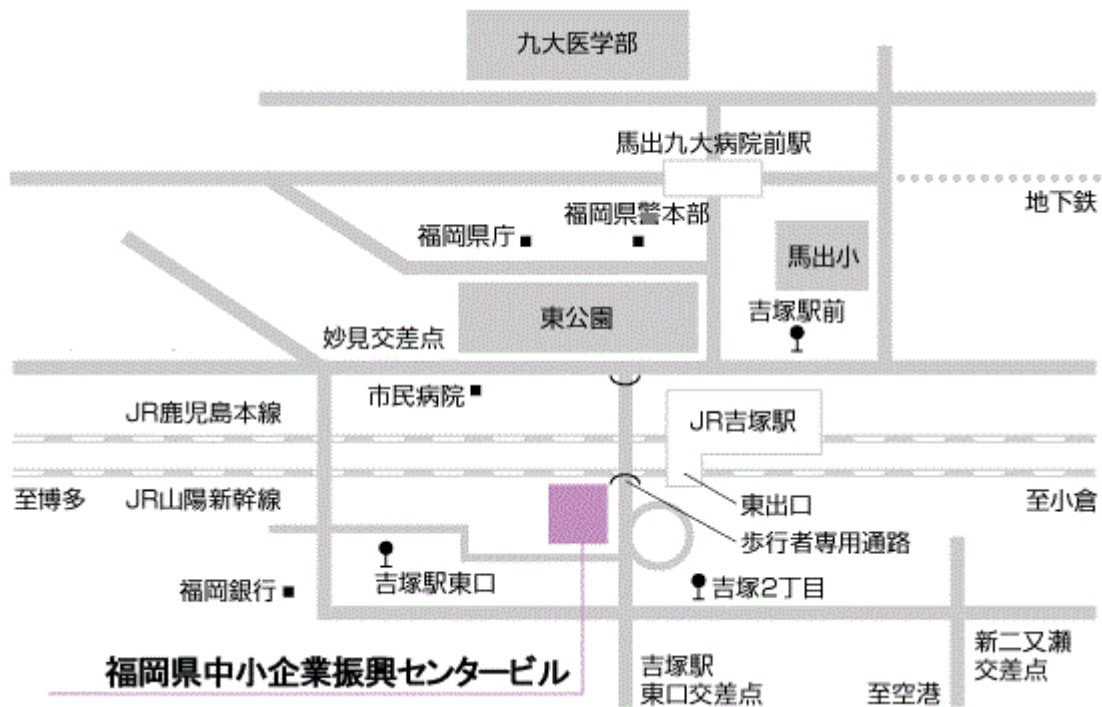 九大医学部
馬出九大病院前駅
地下鉄
福岡県警本部
福岡県庁
馬出小
吉塚駅前
東公園
妙見交差点
市民病院
JR鹿児島本線
JR吉塚駅
至博多
JR山陽新幹線
東出口
至小倉
歩行者専用通路
吉塚駅東口
福岡銀行
吉塚2丁目
新二又瀬
交差点
福岡県中小企業振興センタービル
吉塚駅
東口交差点
至空港